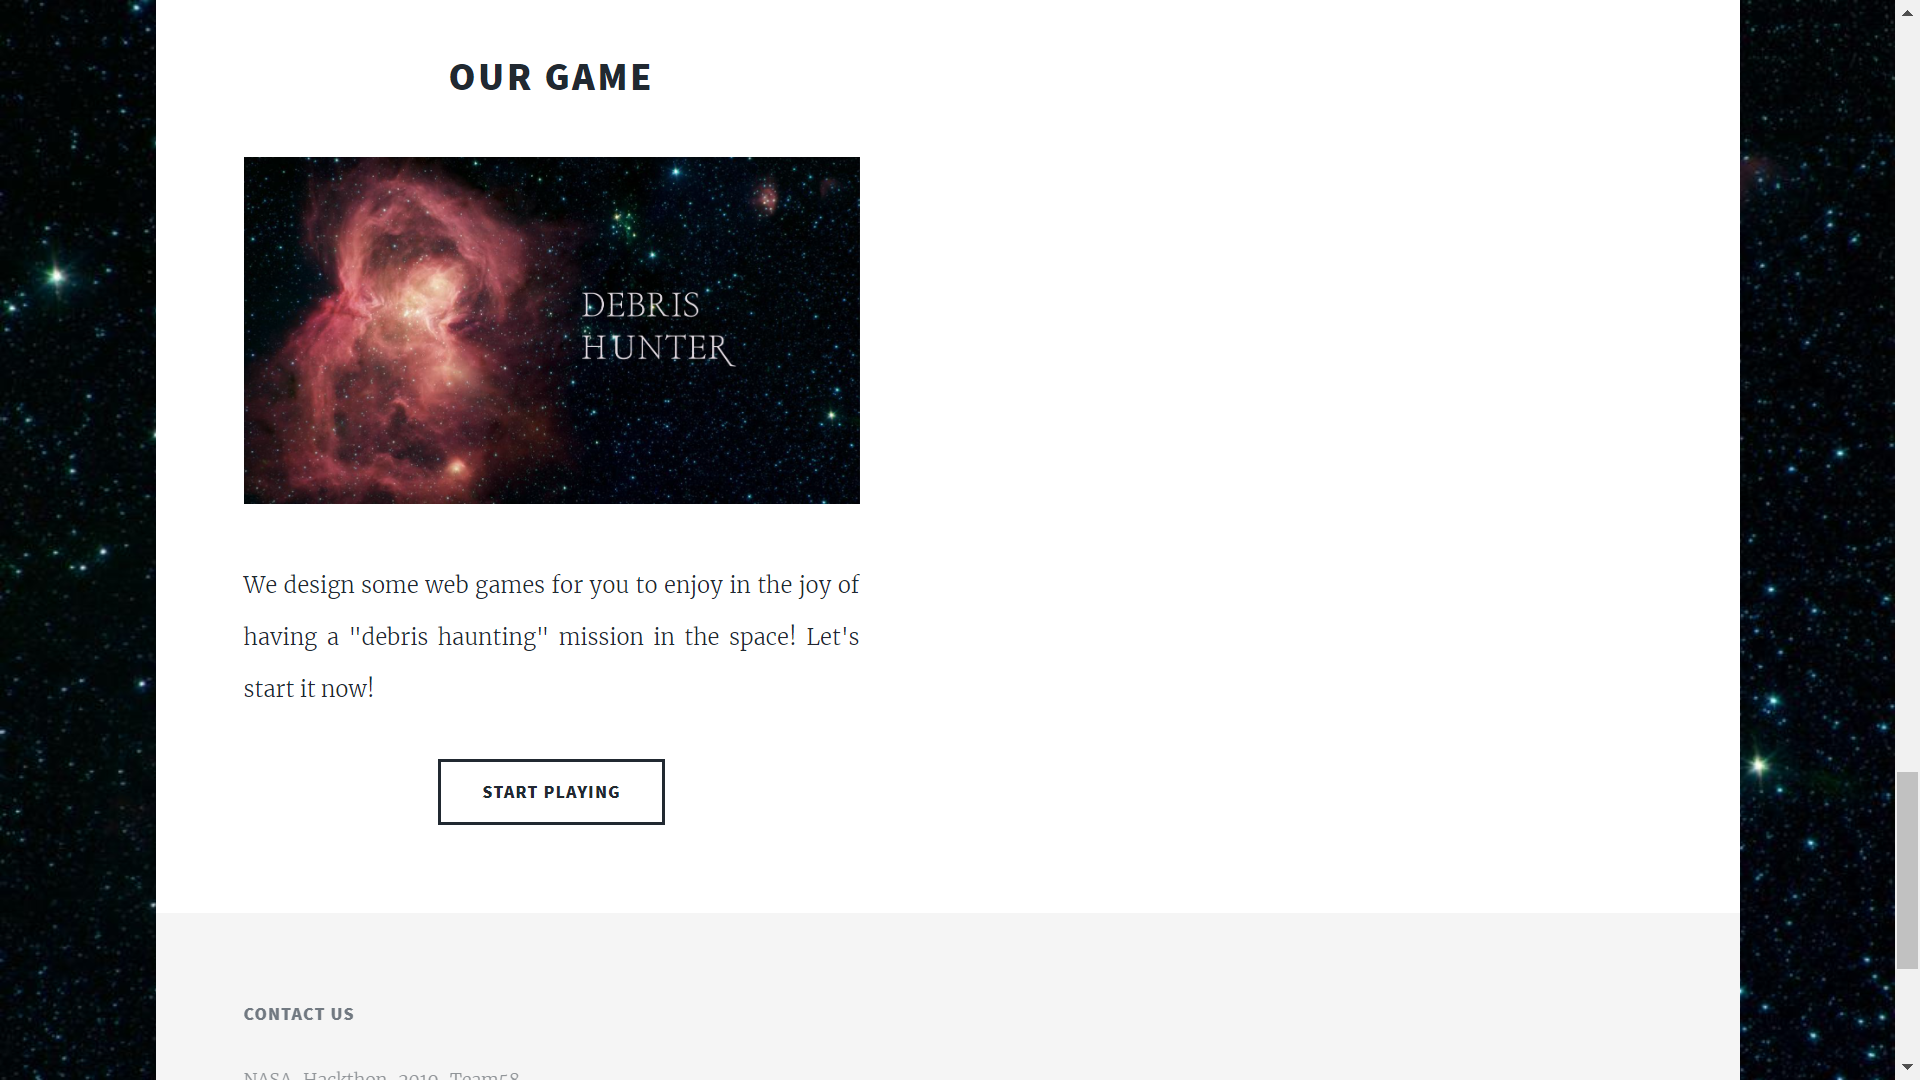 OUR GAME
DEBRIS
HUNTER
We design some web games for you to enjoy in the joy of
having a "debris haunting" mission in the space! Let's
start it now!
START PLAYING
CONTACT US
NASA_Hackthon_2019_Team58